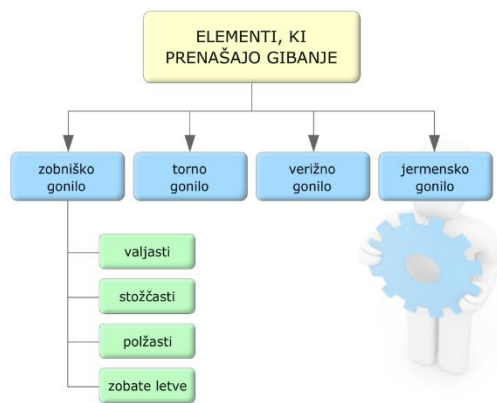 ELEMENTI, KI
PRENAŠAJO GIBANJE
zobniško
gonilo
torno
gonilo
verižno
gonilo
jermensko
gonilo
valjasti
stožčasti
polžasti
zobate letve